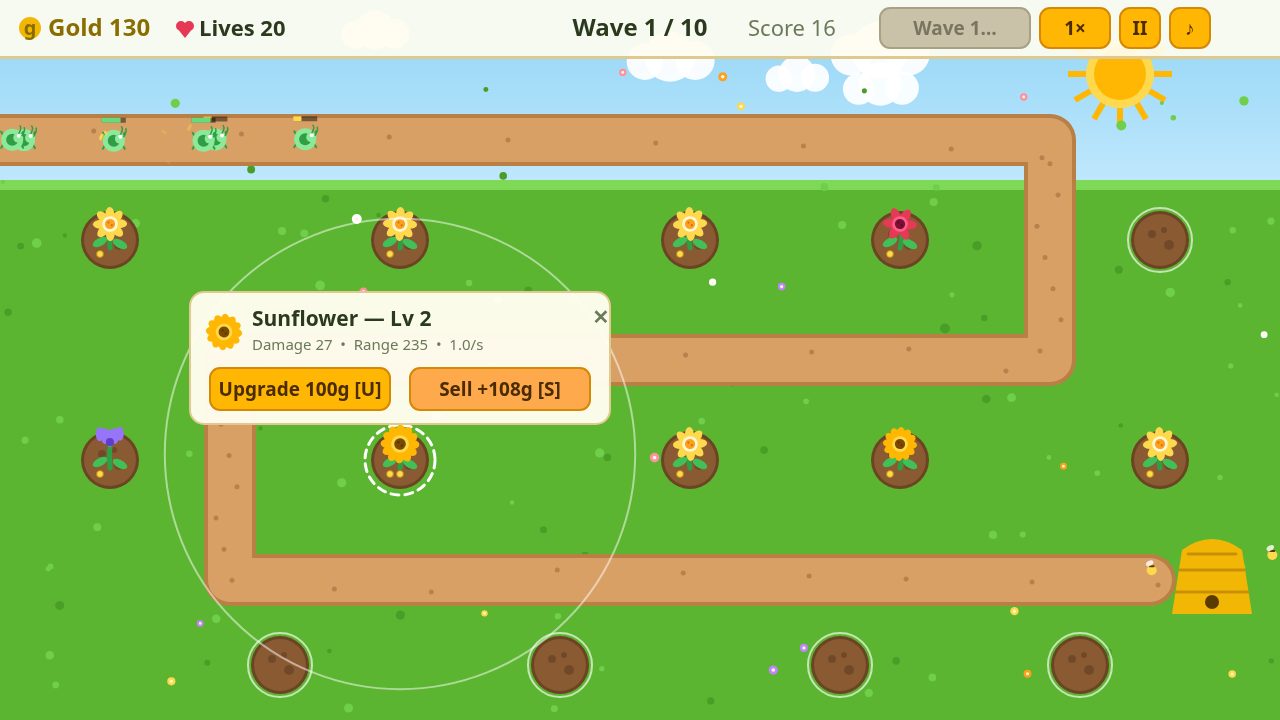 g Gold 130
Lives 20
Wave 1 / 10
Score 16
Wave 1...
1×
II
♪
Sunflower — Lv 2
×
Damage 27 • Range 235 • 1.0/s
Upgrade 100g [U]
Sell +108g [S]